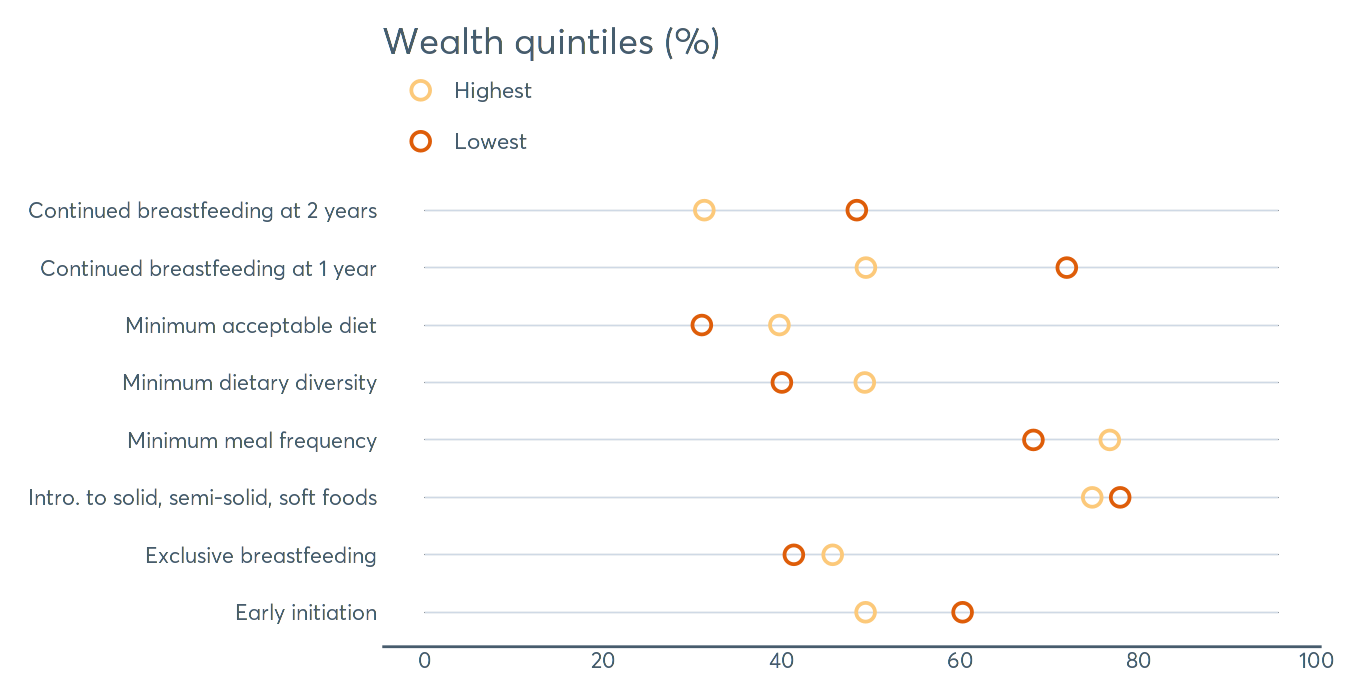 Wealth quintiles (%)
Highest
Lowest
Continued breastfeeding at 2 years
Continued breastfeeding at 1 year
Minimum acceptable diet
Minimum dietary diversity
Minimum meal frequency
Intro. to solid, semi-solid, soft foods
Exclusive breastfeeding
Early initiation
0 20 40 60 80 100